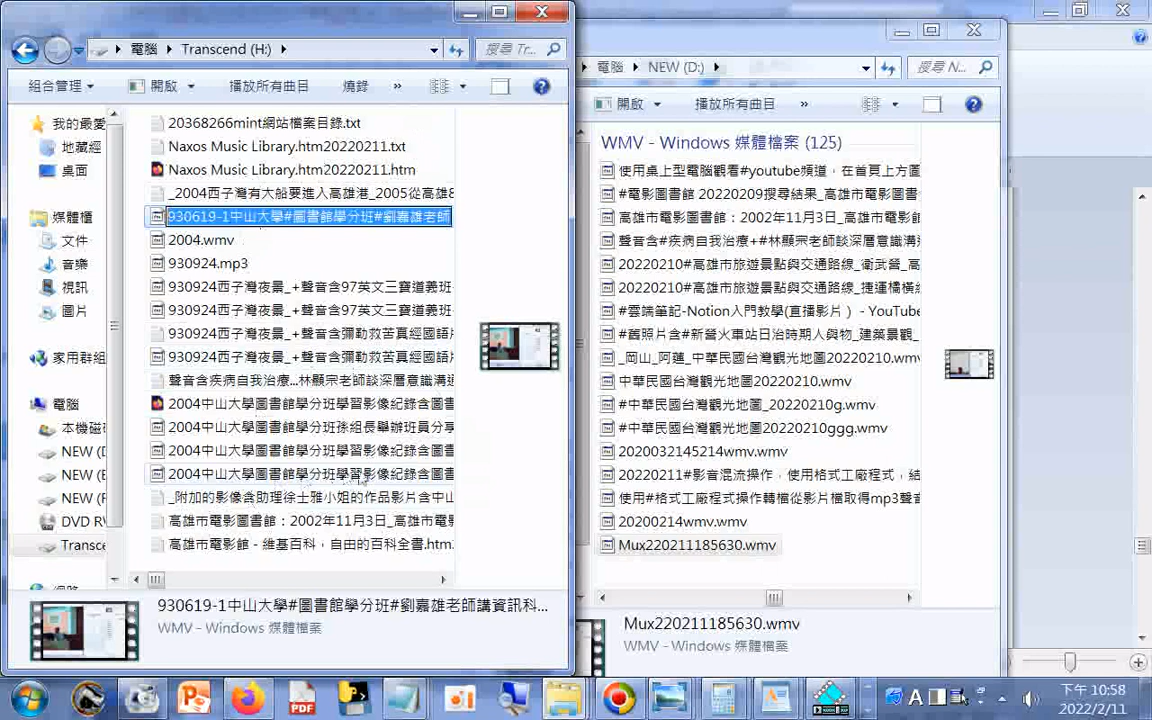 電腦 Transcend (H:) 搜尋 Tr...
組合管理 開啟 播放所有曲目 燒錄 »
我的最愛
地藏經
桌面
媒體櫃
文件
音樂
視訊
圖片
家用群組
電腦
本機磁
NEW (
NEW (
NEW (F
DVD RV
Transce
20368266mint網站檔案目錄.txt
Naxos Music Library.htm20220211.txt
Naxos Music Library.htm20220211.htm
_2004西子灣有大船要進入高雄港_2005從高雄8
930619-1中山大學#圖書館學分班#劉嘉雄老師
2004.wmv
930924.mp3
930924西子灣夜景_+聲音含97英文三寶道義班
930924西子灣夜景_+聲音含97英文三寶道義班
930924西子灣夜景_+聲音含彌勒救苦真經國語
930924西子灣夜景_+聲音含彌勒救苦真經國語
聲音含疾病自我治療...林顯宗老師談深層意識溝通
2004中山大學圖書館學分班學習影像紀錄含圖書
2004中山大學圖書館學分班孫組長舉辦班員分享
2004中山大學圖書館學分班學習影像紀錄含圖書
2004中山大學圖書館學分班學習影像紀錄含圖書
_附加的影像含助理徐士雅小姐的作品影片含中山
高雄市電影圖書館：2002年11月3日_高雄市電影
高雄市電影館 - 維基百科，自由的百科全書.htm
930619-1中山大學#圖書館學分班#劉嘉雄老師講資訊科...
WMV - Windows 媒體檔案
電腦 NEW (D:) 搜尋 N...
開啟 播放所有曲目 »
WMV - Windows 媒體檔案 (125)
使用桌上型電腦觀看#youtube頻道，在首頁上方圖
#電影圖書館 20220209搜尋結果_高雄市電影圖
高雄市電影圖書館：2002年11月3日_高雄市電影
聲音含#疾病自我治療+#林顯宗老師談深層意識溝
20220210#高雄市旅遊景點與交通路線_衛武營_高
20220210#高雄市旅遊景點與交通路線_捷運橘橫
#雲端筆記-Notion入門教學(直播影片）- YouTube
#舊照片含#新營火車站日治時期人與物_建築景觀_
_岡山_阿蓮_中華民國台灣觀光地圖20220210.wmv
中華民國台灣觀光地圖20220210.wmv
#中華民國台灣觀光地圖_20220210g.wmv
#中華民國台灣觀光地圖20220210ggg.wmv
2020032145214wmv.wmv
20220211#影音混流操作，使用格式工廠程式，結
使用#格式工廠程式操作轉檔從影片檔取得mp3聲音
20200214wmv.wmv
Mux220211185630.wmv
Mux220211185630.wmv
WMV - Windows 媒體檔案
下午 10:58
2022/2/11